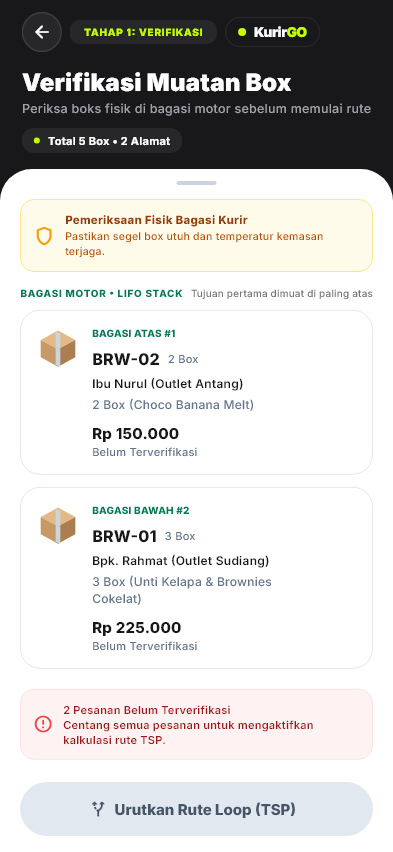 TAHAP 1: VERIFIKASI
KurirGO
Verifikasi Muatan Box
Periksa boks fisik di bagasi motor sebelum memulai rute
Total 5 Box • 2 Alamat
Pemeriksaan Fisik Bagasi Kurir
Pastikan segel box utuh dan temperatur kemasan
terjaga.
BAGASI MOTOR • LIFO STACK Tujuan pertama dimuat di paling atas
BAGASI ATAS #1
BRW-02 2 Box
Ibu Nurul (Outlet Antang)
2 Box (Choco Banana Melt)
Rp 150.000
Belum Terverifikasi
BAGASI BAWAH #2
BRW-01 3 Box
Bpk. Rahmat (Outlet Sudiang)
3 Box (Unti Kelapa & Brownies
Cokelat)
Rp 225.000
Belum Terverifikasi
2 Pesanan Belum Terverifikasi
Centang semua pesanan untuk mengaktifkan
kalkulasi rute TSP.
Urutkan Rute Loop (TSP)